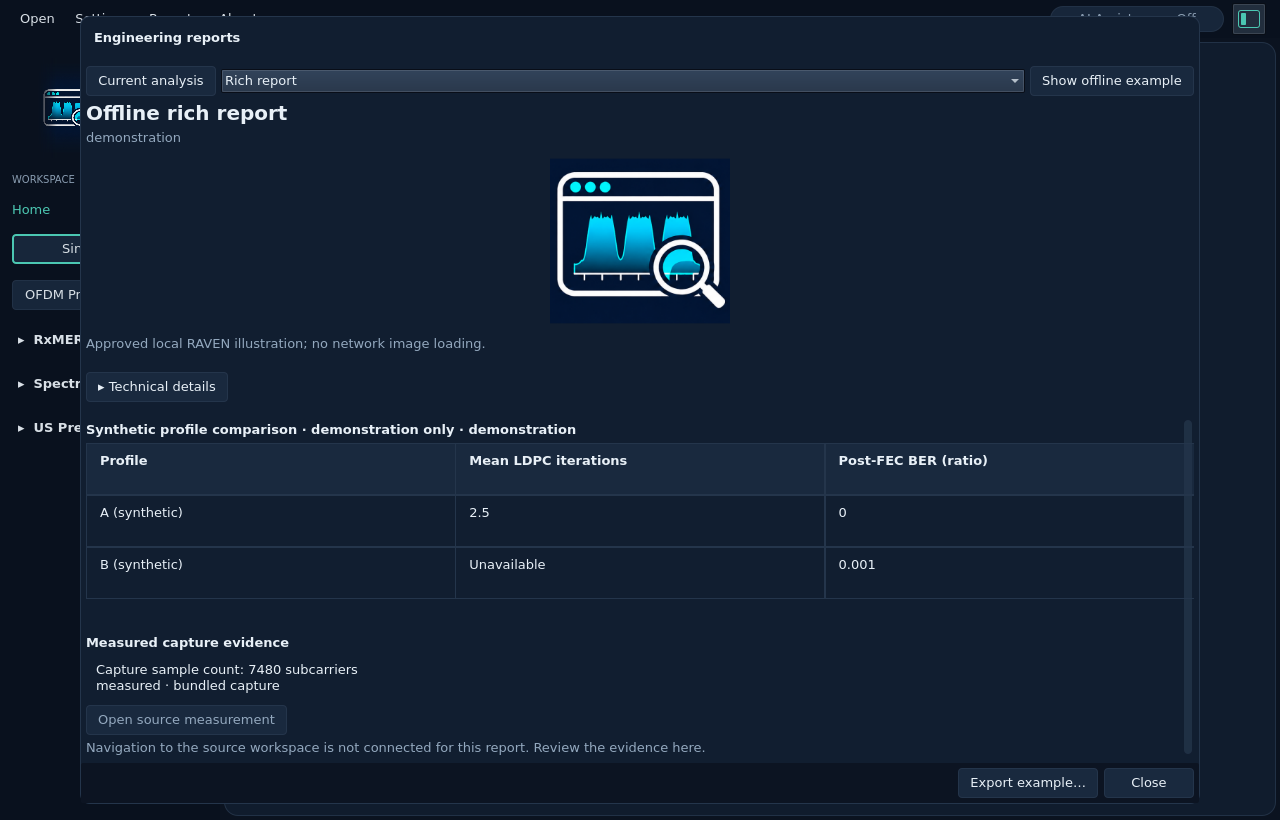 Open
Engineering reports
Current analysis
Rich report
Show offline example
Offline rich report
demonstration
WORKSPACE
Home
OFDM
▸ RxMER
▸
▸ US
Approved local RAVEN illustration; no network image loading.
▸ Technical details
Synthetic profile comparison · demonstration only · demonstration
Profile Mean LDPC iterations Post-FEC BER (ratio)
A (synthetic) 2.5 0
B (synthetic) Unavailable 0.001
Measured capture evidence
Capture sample count: 7480 subcarriers
measured · bundled capture
Open source measurement
Navigation to the source workspace is not connected for this report. Review the evidence here.
Export example...
Close